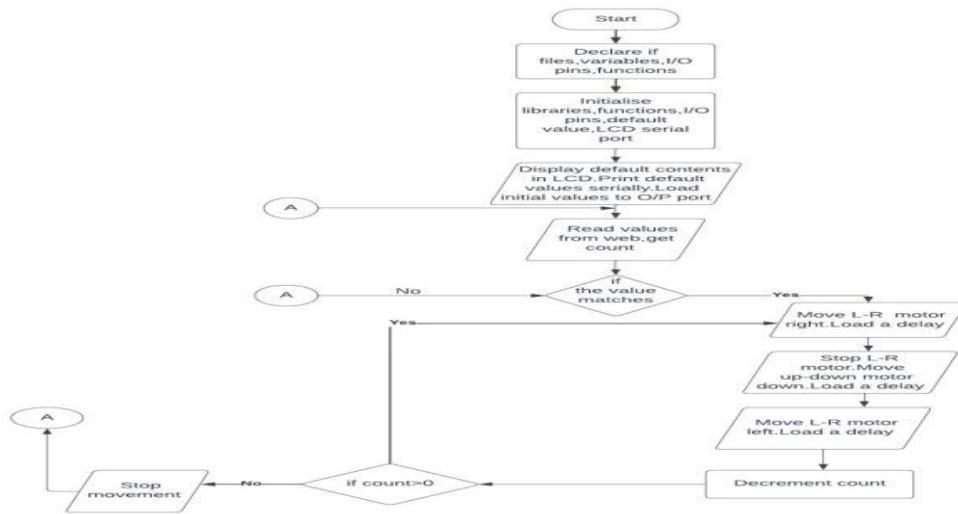 Start
Declare if
files,variables,I/O
pins,functions
Initialise
libraries,functions,I/O
pins,default
value,LCD serial
port
Display default contents
in LCD.Print default
values serially.Load
initial values to O/P port
A
Read values
from web,get
count
if
the value
matches
A
No
Yes
Move L-R motor
right.Load a delay
Yes
Stop L-R
motor.Move
up-down motor
down.Load a delay
Move L-R motor
left.Load a delay
A
Decrement count
if count>0
No
Stop
movement